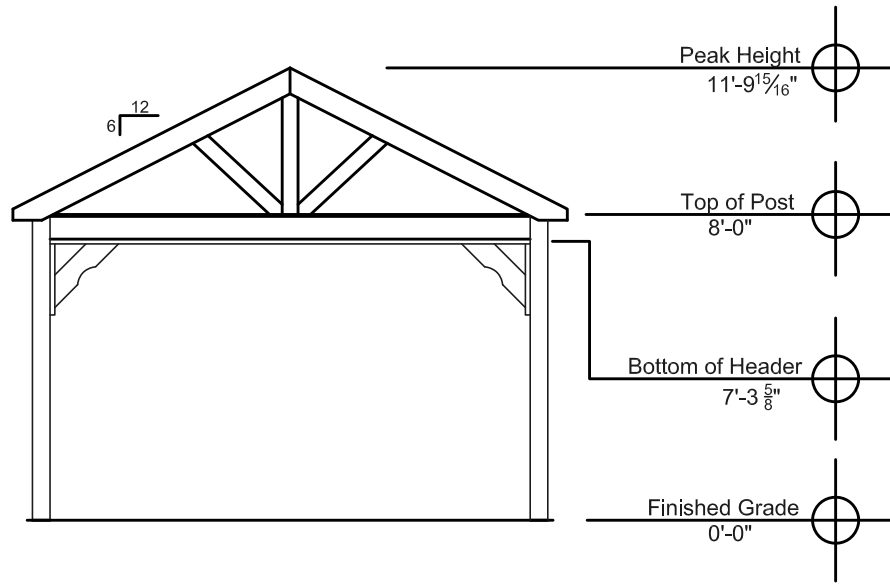 Peak Height
11'-9 15/16"
12
6
Top of Post
8'-0"
Bottom of Header
7'-3 5/8"
Finished Grade
0'-0"